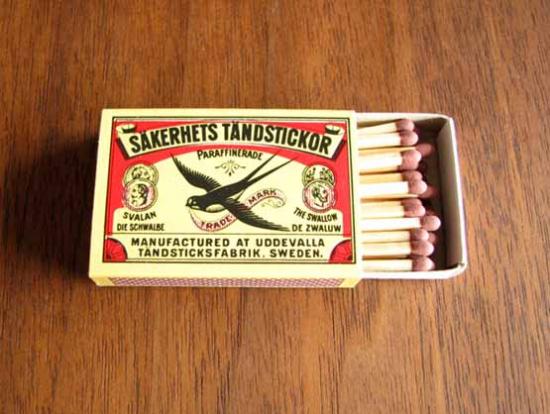 SÄKERHETS TÄNDSTICKOR
PARAFFINERADE
TRADE MARK
SVALAN
DIE SCHWALBE
THE SWALLOW
DE ZWALUW
MANUFACTURED AT UDDEVALLA
TÄNDSTICKSFABRIK. SWEDEN.